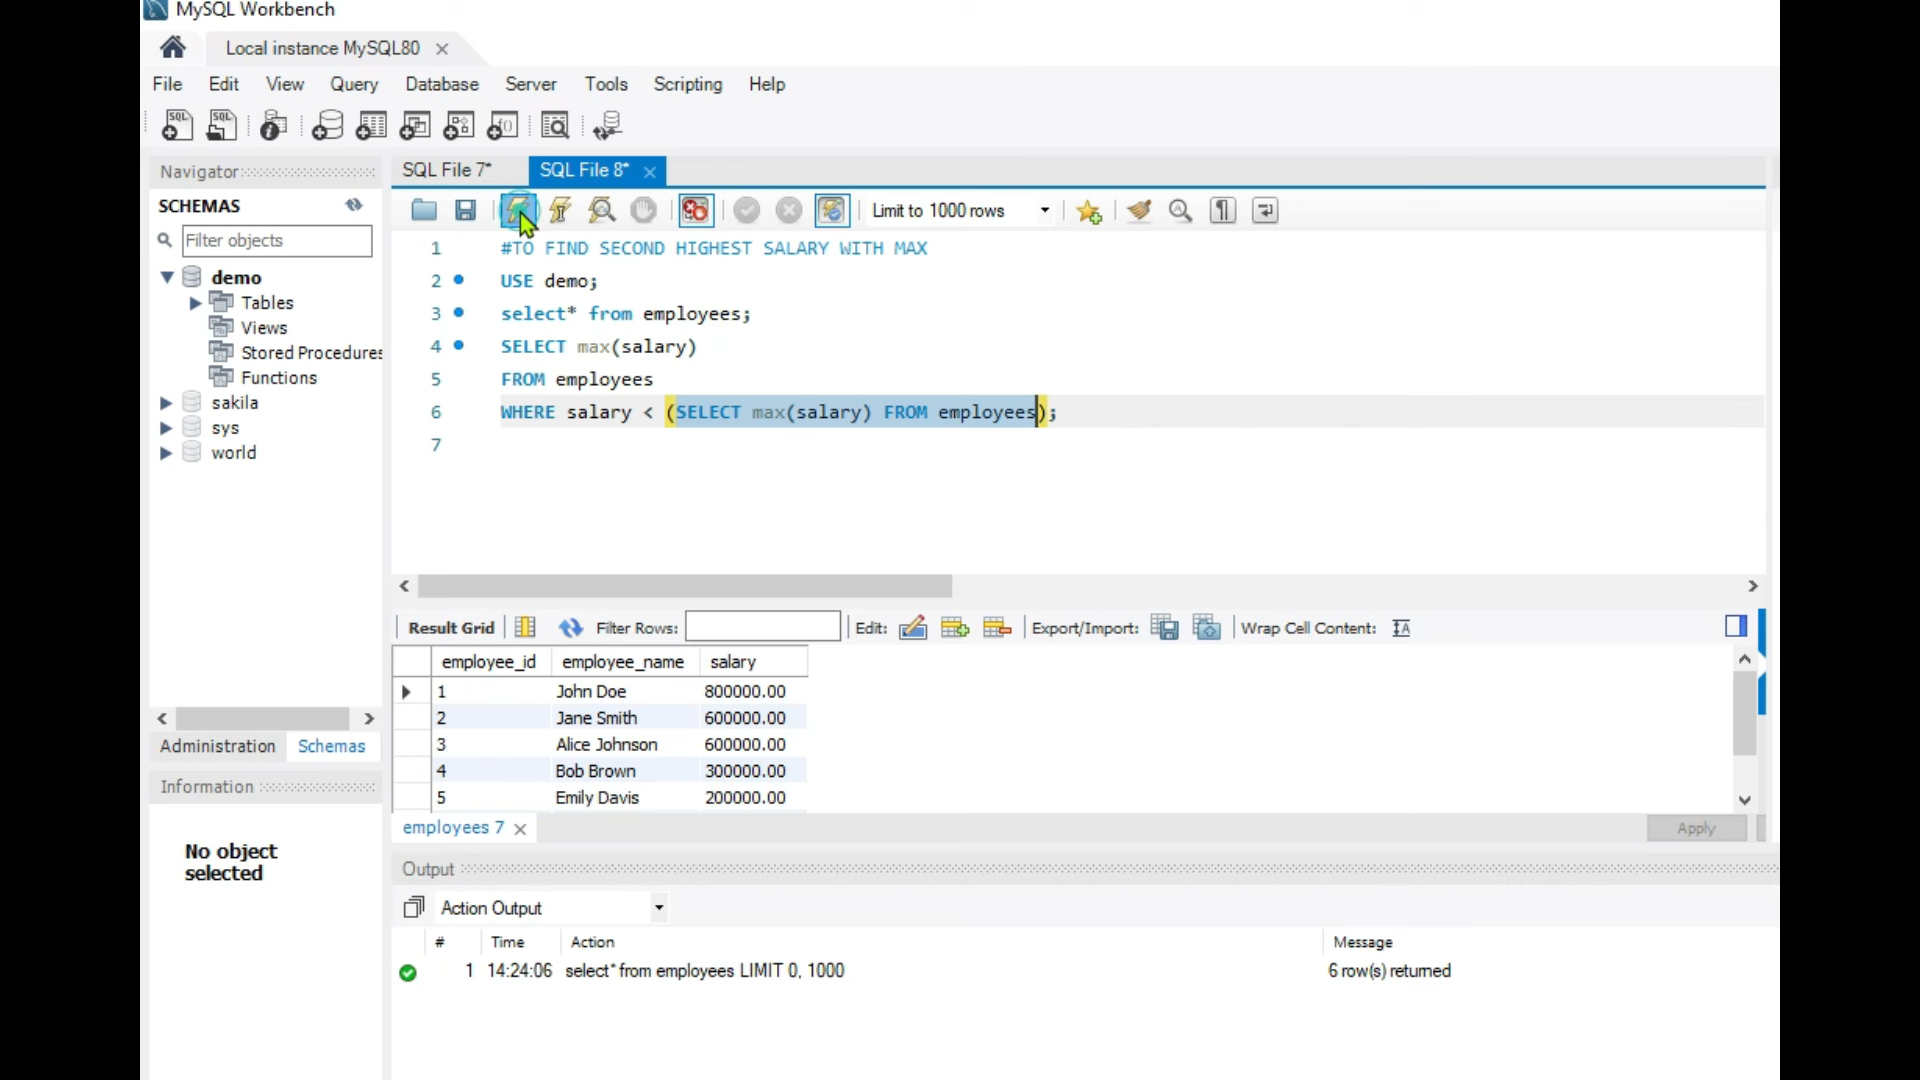 MySQL Workbench
Local instance MySQL80
File Edit View Query Database Server Tools Scripting Help
Navigator
SCHEMAS
Filter objects
demo
Tables
Views
Stored Procedures
Functions
sakila
sys
world
Administration Schemas
Information
No object
selected
SQL File 7* SQL File 8*
Limit to 1000 rows
1 #TO FIND SECOND HIGHEST SALARY WITH MAX
2 USE demo;
3 select* from employees;
4 SELECT max(salary)
5 FROM employees
6 WHERE salary < (SELECT max(salary) FROM employees);
7
Result Grid Filter Rows: Edit: Export/Import: Wrap Cell Content:
employee_id employee_name salary
1 John Doe 800000.00
2 Jane Smith 600000.00
3 Alice Johnson 600000.00
4 Bob Brown 300000.00
5 Emily Davis 200000.00
employees 7 Apply
Output
Action Output
# Time Action Message
1 14:24:06 select* from employees LIMIT 0, 1000 6 row(s) returned